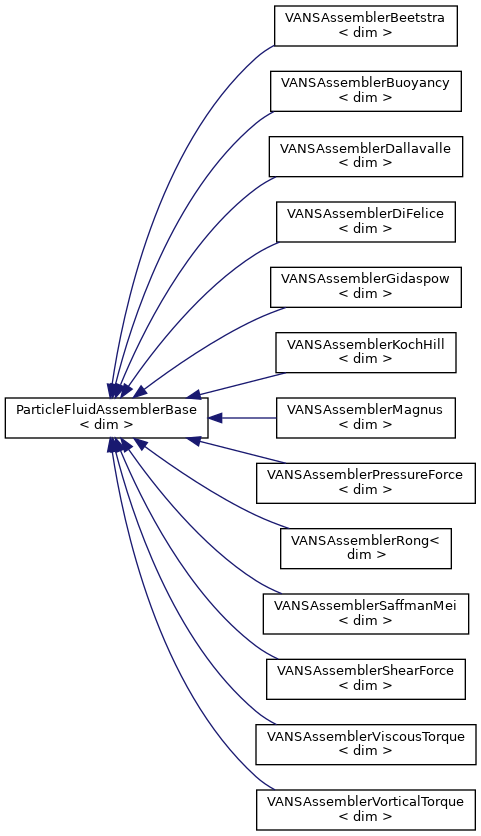 VANSAssemblerBeetstra
< dim >
VANSAssemblerBuoyancy
< dim >
VANSAssemblerDallavalle
< dim >
VANSAssemblerDiFelice
< dim >
VANSAssemblerGidaspow
< dim >
VANSAssemblerKochHill
< dim >
ParticleFluidAssemblerBase
< dim >
VANSAssemblerMagnus
< dim >
VANSAssemblerPressureForce
< dim >
VANSAssemblerRong<
dim >
VANSAssemblerSaffmanMei
< dim >
VANSAssemblerShearForce
< dim >
VANSAssemblerViscousTorque
< dim >
VANSAssemblerVorticalTorque
< dim >